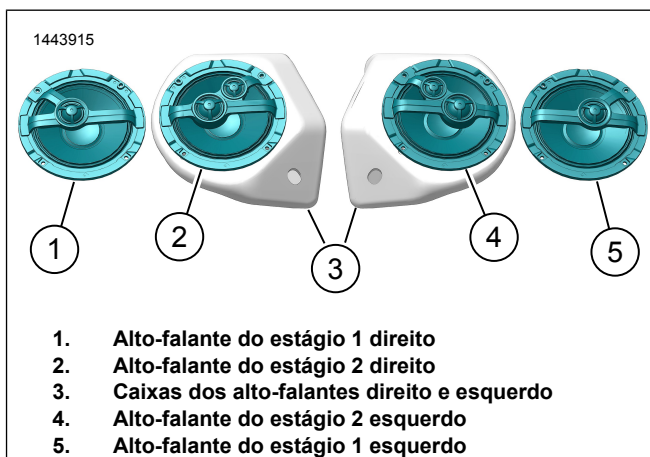 1443915
1 2 3 4 5
1. Alto-falante do estágio 1 direito
2. Alto-falante do estágio 2 direito
3. Caixas dos alto-falantes direito e esquerdo
4. Alto-falante do estágio 2 esquerdo
5. Alto-falante do estágio 1 esquerdo